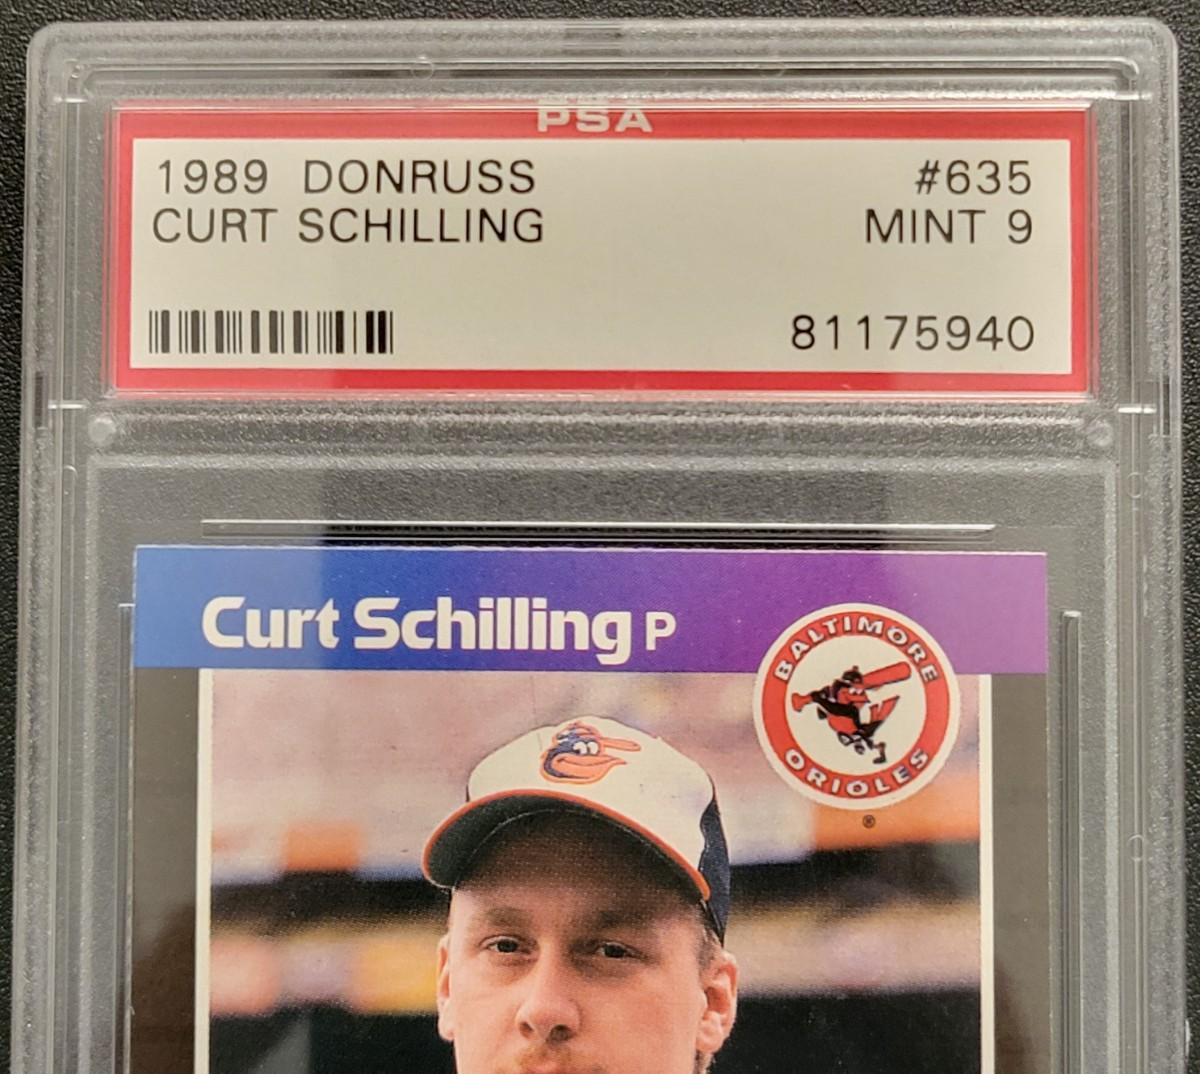 PSA
1989 DONRUSS #635
CURT SCHILLING MINT 9
81175940
Curt Schilling P
BALTIMORE
ORIOLES
®